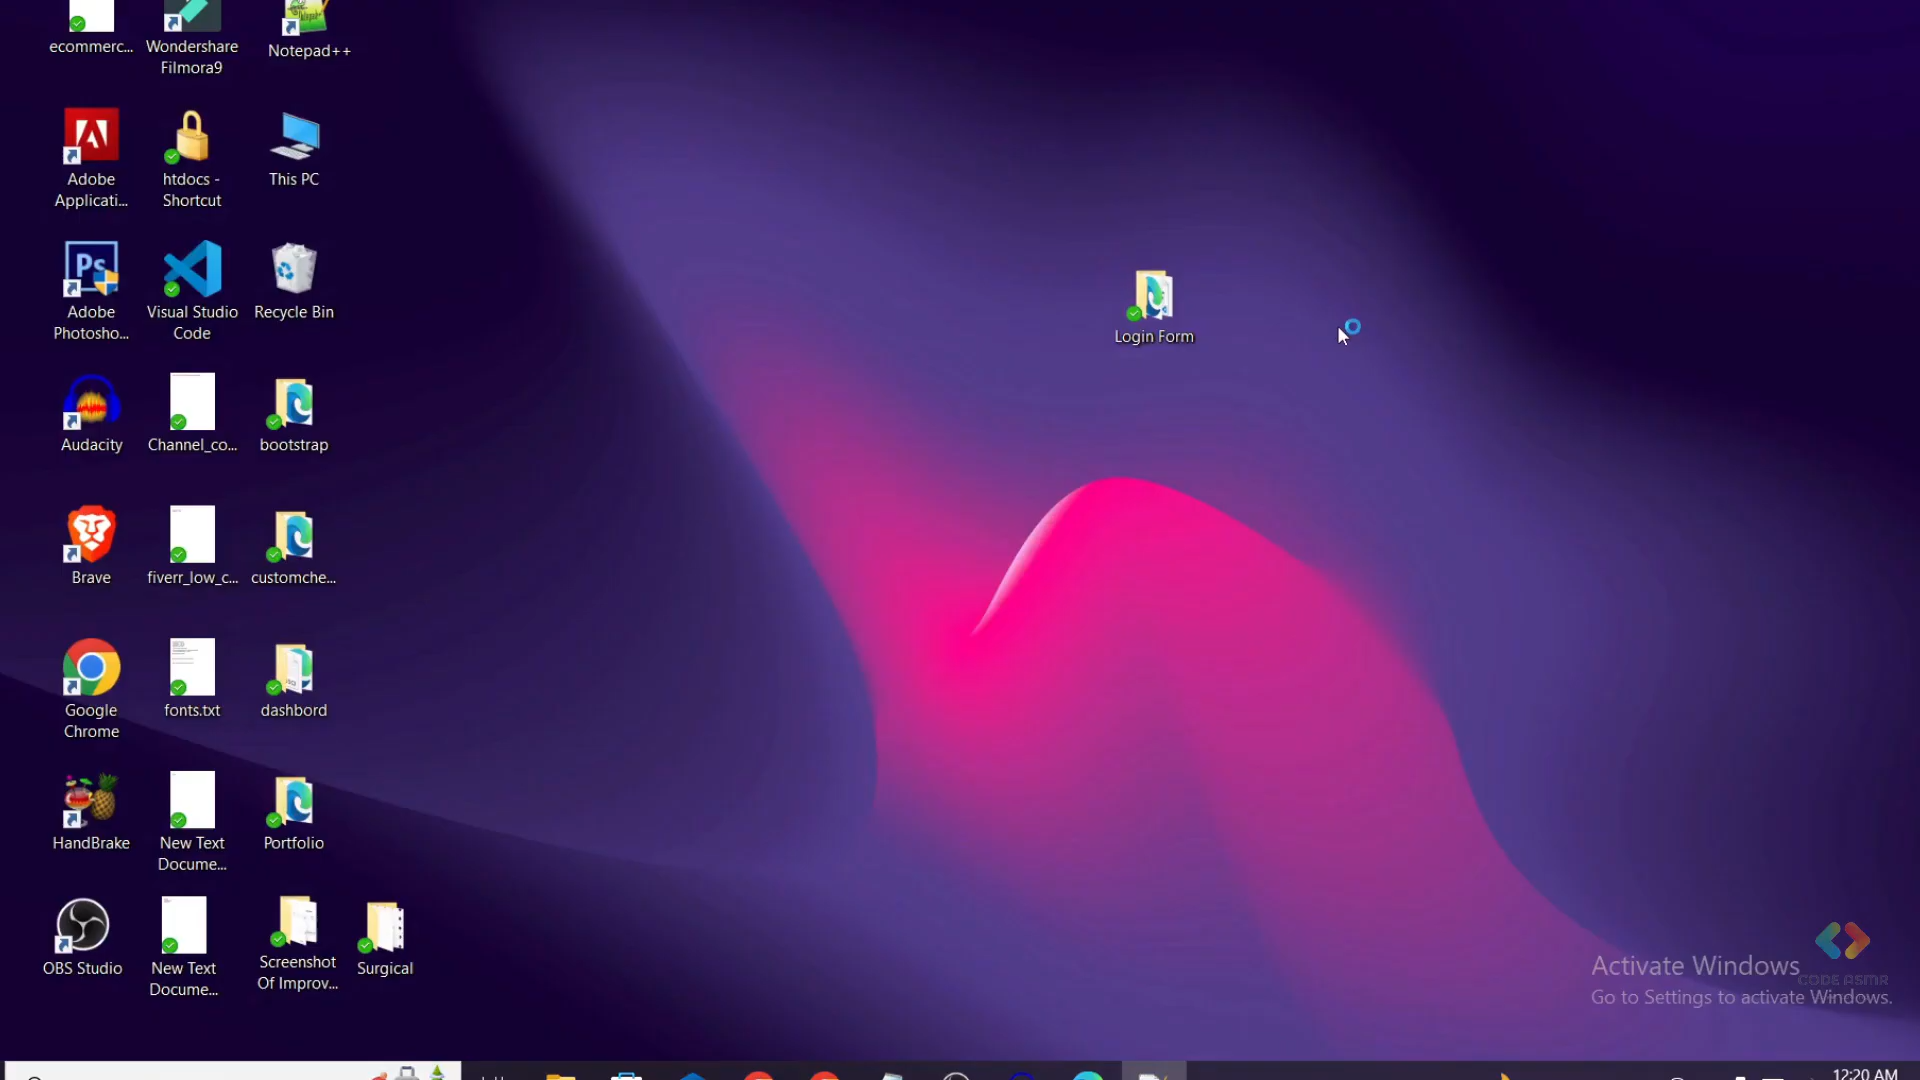 ecommerc...
Wondershare
Filmora9
Notepad++
Adobe
Applicati...
htdocs -
Shortcut
This PC
Adobe
Photosho...
Visual Studio
Code
Recycle Bin
Login Form
Audacity
Channel_co...
bootstrap
Brave
fiverr_low_c...
customche...
Google
Chrome
fonts.txt
dashbord
HandBrake
New Text
Docume...
Portfolio
OBS Studio
New Text
Docume...
Screenshot
Of Improv...
Surgical
Activate Windows
CODE ASMR
Go to Settings to activate Windows.
12:20 AM